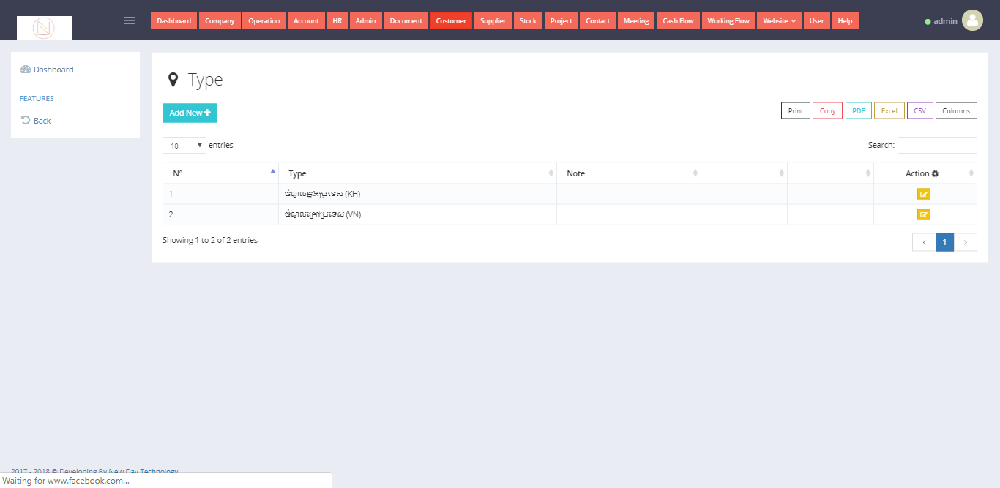 Dashboard Company Operation Account HR Admin Document Customer Supplier Stock Project Contact Meeting Cash Flow Working Flow Website User Help admin
Dashboard
FEATURES
Back
Type
Add New
Print Copy PDF Excel CSV Columns
10 entries Search:
Nº Type Note Action
1 ចំណូលក្នុងប្រទេស (KH)
2 ចំណូលក្រៅប្រទេស (VN)
Showing 1 to 2 of 2 entries
‹ 1 ›
2017 - 2018 © Developing By New Day Technology
Waiting for www.facebook.com...